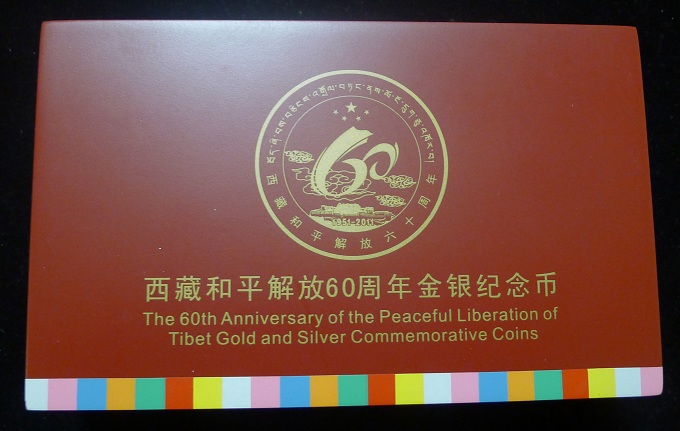 60
1951-2011
西藏和平解放六十周年
西藏和平解放60周年金银纪念币
The 60th Anniversary of the Peaceful Liberation of
Tibet Gold and Silver Commemorative Coins